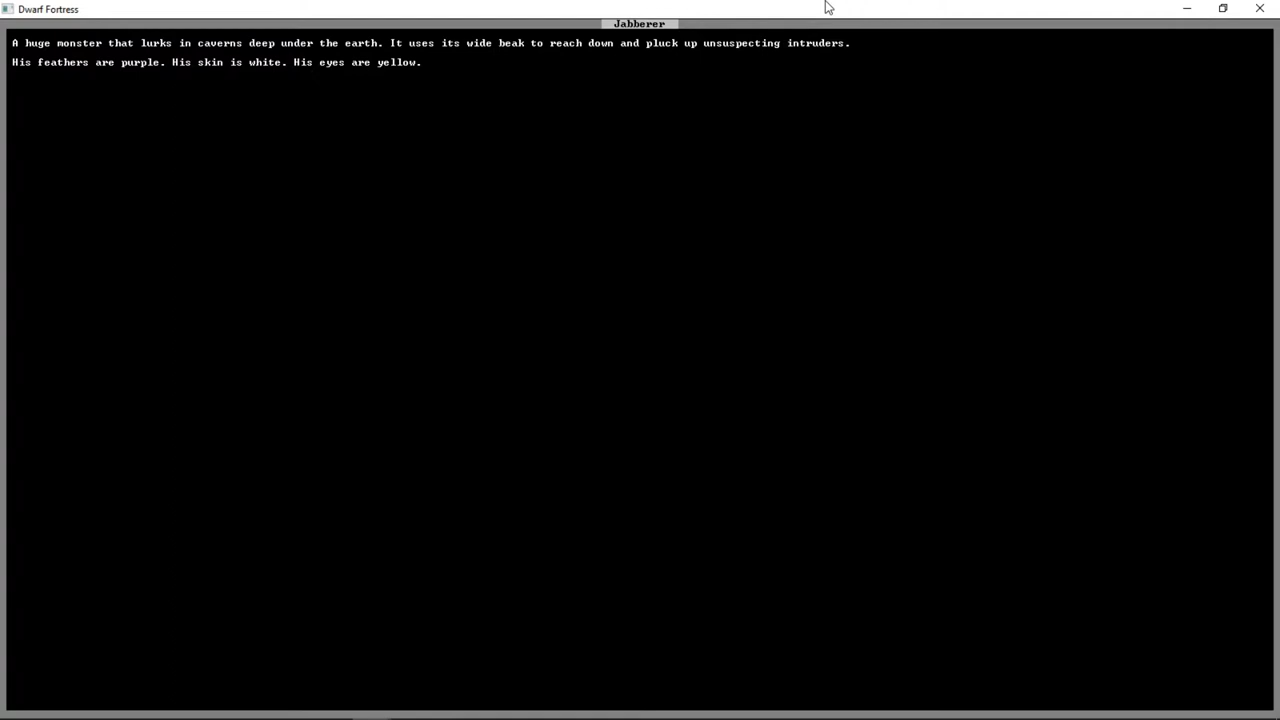 Dwarf Fortress
Jabberer
A huge monster that lurks in caverns deep under the earth. It uses its wide beak to reach down and pluck up unsuspecting intruders.
His feathers are purple. His skin is white. His eyes are yellow.